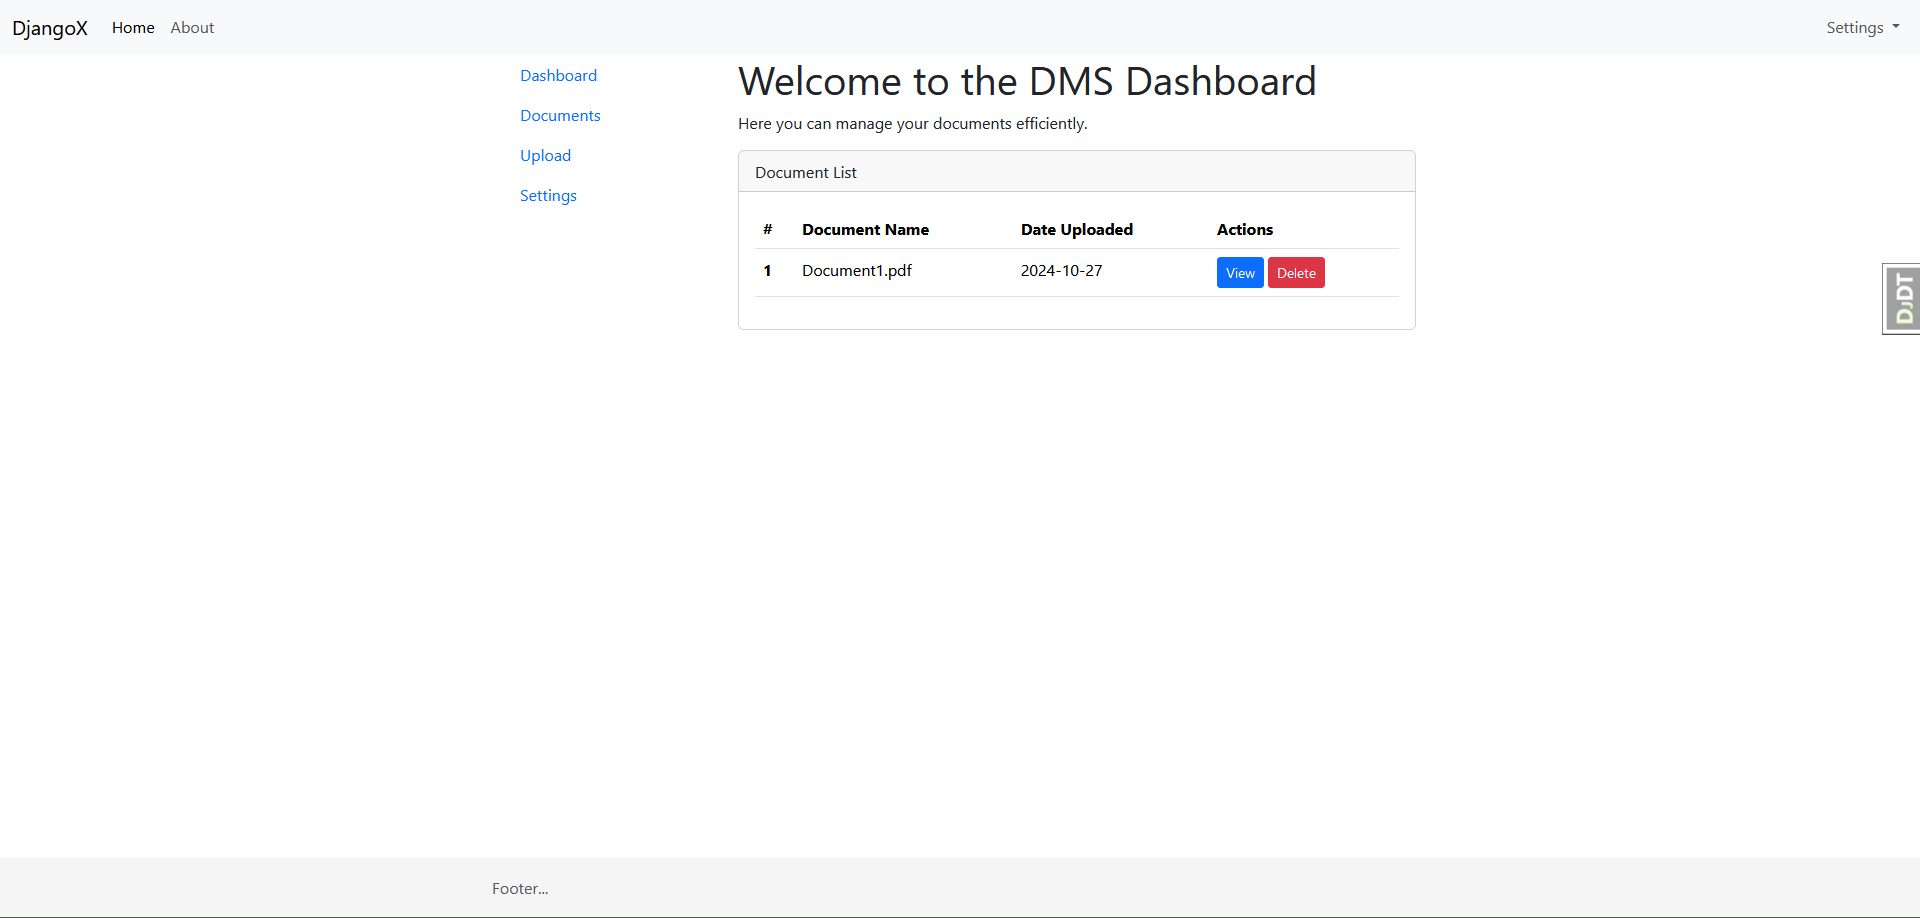 DjangoX Home About Settings
Dashboard
Documents
Upload
Settings
Welcome to the DMS Dashboard
Here you can manage your documents efficiently.
Document List
# Document Name Date Uploaded Actions
1 Document1.pdf 2024-10-27 View Delete
DJDT
Footer...